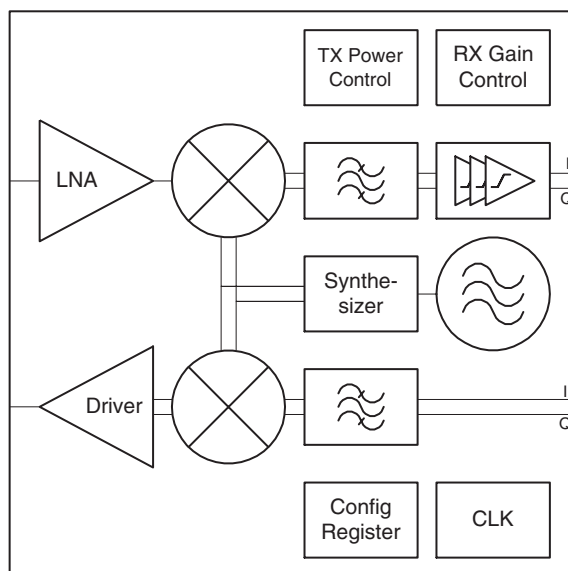 TX Power
Control
RX Gain
Control
LNA
I
Q
Synthe-
sizer
Driver
I
Q
Config
Register
CLK